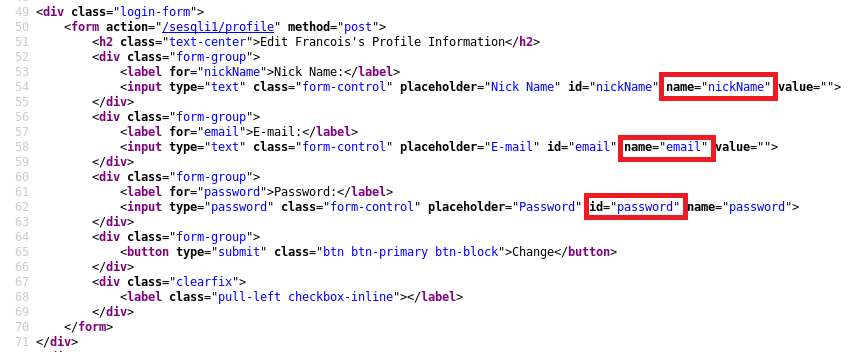 49 <div class="login-form">
50 <form action="/sesqli1/profile" method="post">
51 <h2 class="text-center">Edit Francois's Profile Information</h2>
52 <div class="form-group">
53 <label for="nickName">Nick Name:</label>
54 <input type="text" class="form-control" placeholder="Nick Name" id="nickName" name="nickName" value="">
55 </div>
56 <div class="form-group">
57 <label for="email">E-mail:</label>
58 <input type="text" class="form-control" placeholder="E-mail" id="email" name="email" value="">
59 </div>
60 <div class="form-group">
61 <label for="password">Password:</label>
62 <input type="password" class="form-control" placeholder="Password" id="password" name="password">
63 </div>
64 <div class="form-group">
65 <button type="submit" class="btn btn-primary btn-block">Change</button>
66 </div>
67 <div class="clearfix">
68 <label class="pull-left checkbox-inline"></label>
69 </div>
70 </form>
71 </div>